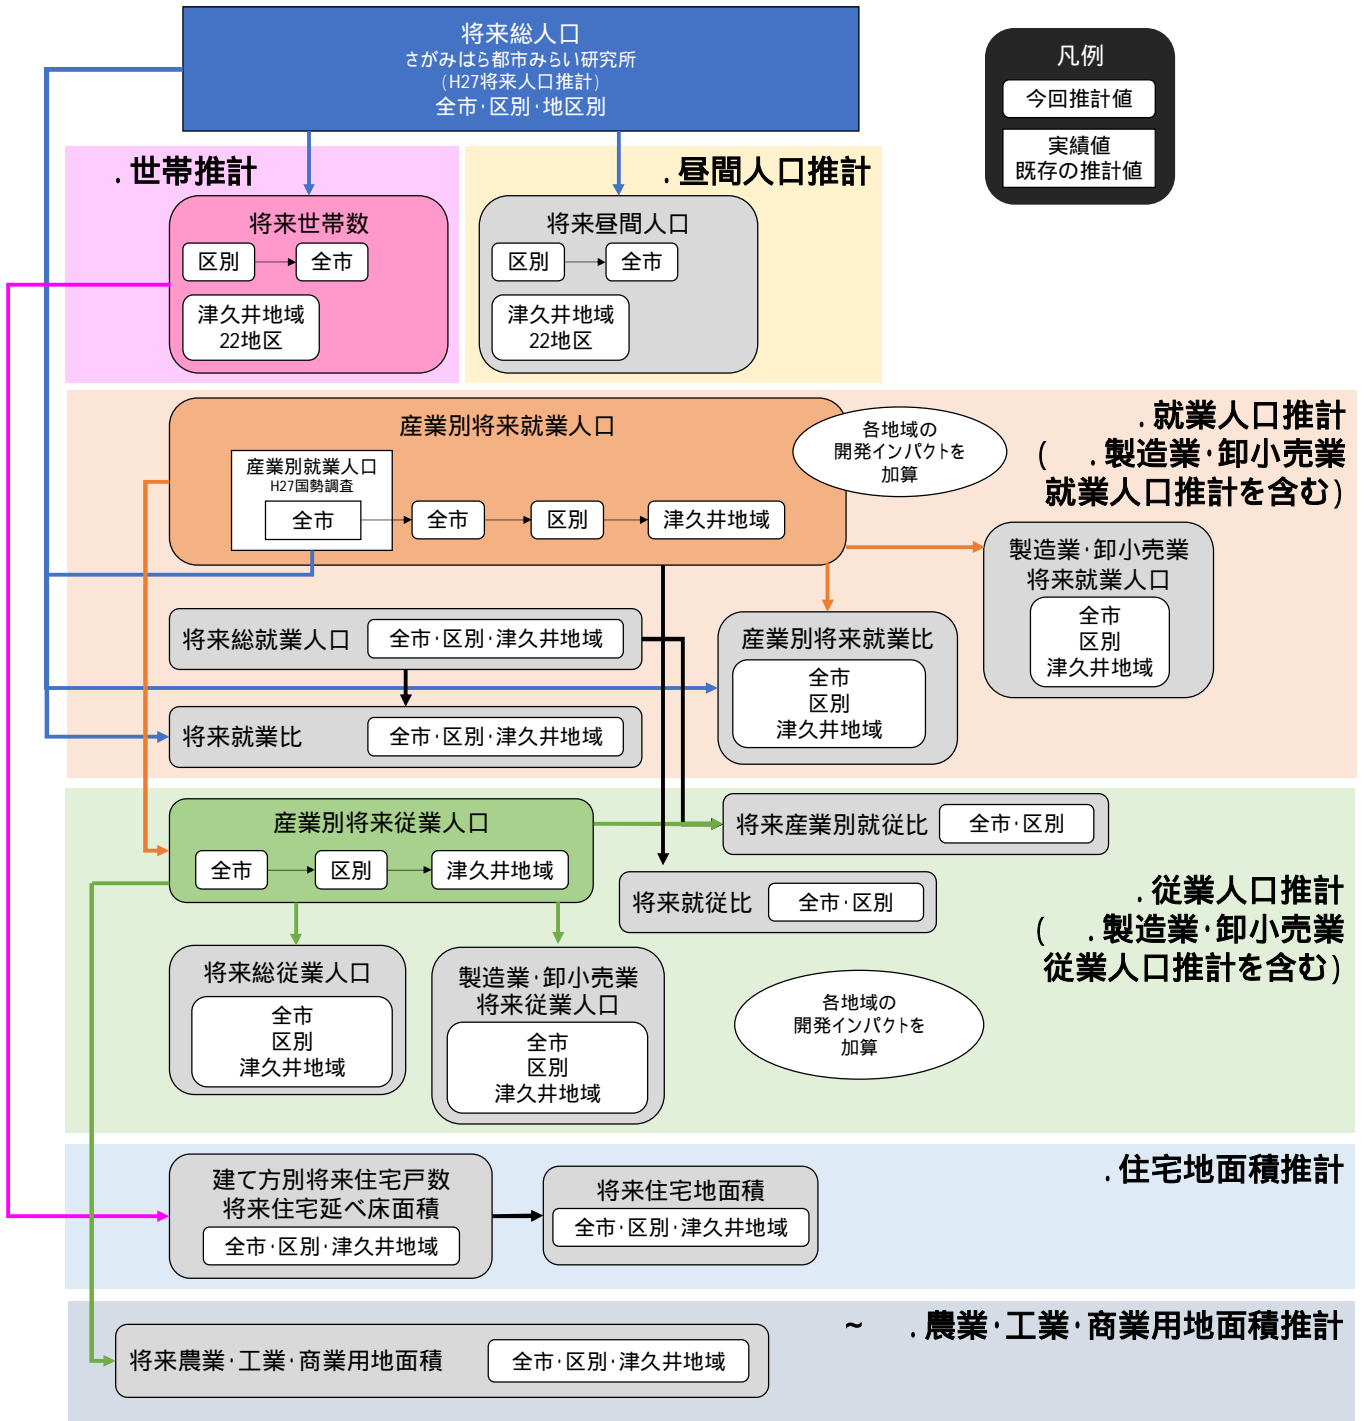 将来総人口
さがみはら都市みらい研究所
(H27将来人口推計)
全市・区別・地区別
凡例
今回推計値
実績値
既存の推計値
.世帯推計
将来世帯数
区別
全市
津久井地域
22地区
.昼間人口推計
将来昼間人口
区別
全市
津久井地域
22地区
.就業人口推計
( .製造業・卸小売業
就業人口推計を含む)
産業別将来就業人口
各地域の
開発インパクトを
加算
産業別就業人口
H27国勢調査
全市
全市
区別
津久井地域
製造業・卸小売業
将来就業人口
全市
区別
津久井地域
将来総就業人口
全市・区別・津久井地域
産業別将来就業比
全市
区別
津久井地域
将来就業比
全市・区別・津久井地域
産業別将来従業人口
全市
区別
津久井地域
将来産業別就従比
全市・区別
将来就従比
全市・区別
.従業人口推計
( .製造業・卸小売業
従業人口推計を含む)
将来総従業人口
全市
区別
津久井地域
製造業・卸小売業
将来従業人口
全市
区別
津久井地域
各地域の
開発インパクトを
加算
.住宅地面積推計
建て方別将来住宅戸数
将来住宅延べ床面積
全市・区別・津久井地域
将来住宅地面積
全市・区別・津久井地域
~ .農業・工業・商業用地面積推計
将来農業・工業・商業用地面積
全市・区別・津久井地域